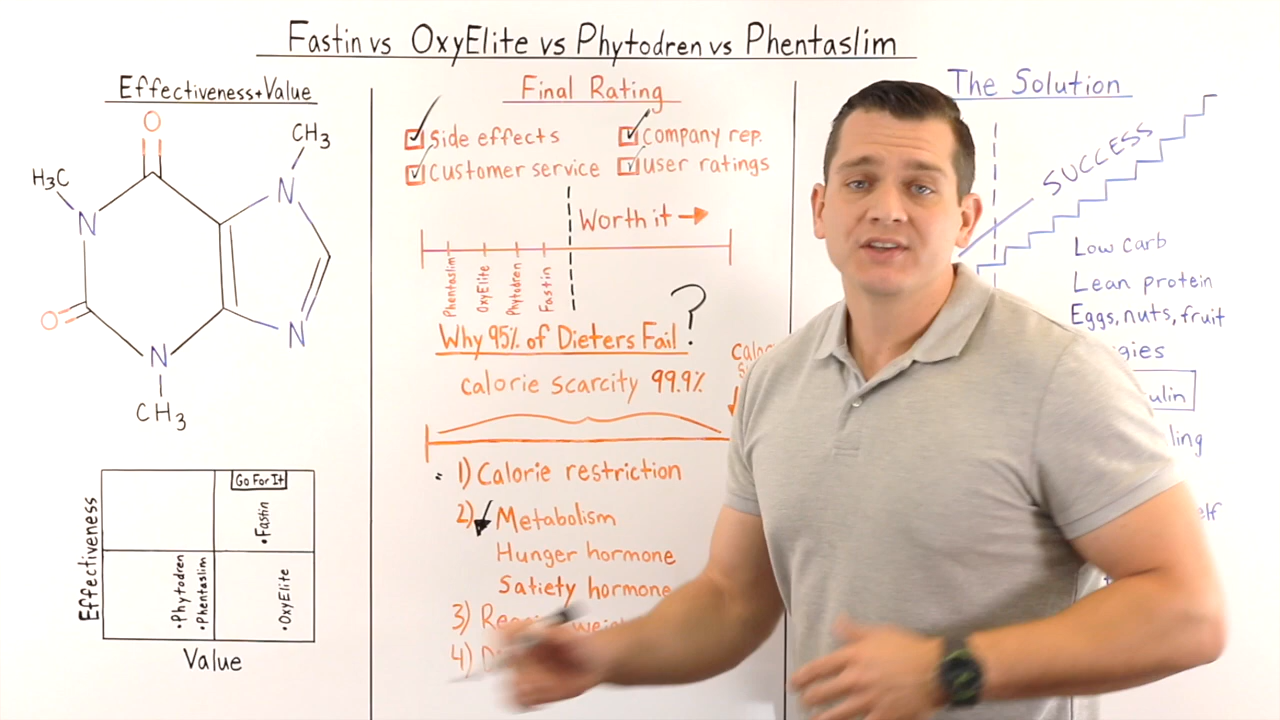 Fastin vs OxyElite vs Phytodren vs Phentaslim
Effectiveness+Value
O
CH3
H3C
N
N
O
N
N
CH3
Effectiveness
Go For It
•Fastin
•Phytodren
•Phentaslim
•OxyElite
Value
Final Rating
Side effects
Company rep.
Customer service
User ratings
Worth it
Phentaslim
OxyElite
Phytodren
Fastin
Why 95% of Dieters Fail?
calorie scarcity 99.9%
1) Calorie restriction
2) Metabolism
Hunger hormone
Satiety hormone
3)
4)
The Solution
SUCCESS
Low carb
Lean protein
Eggs, nuts, fruit